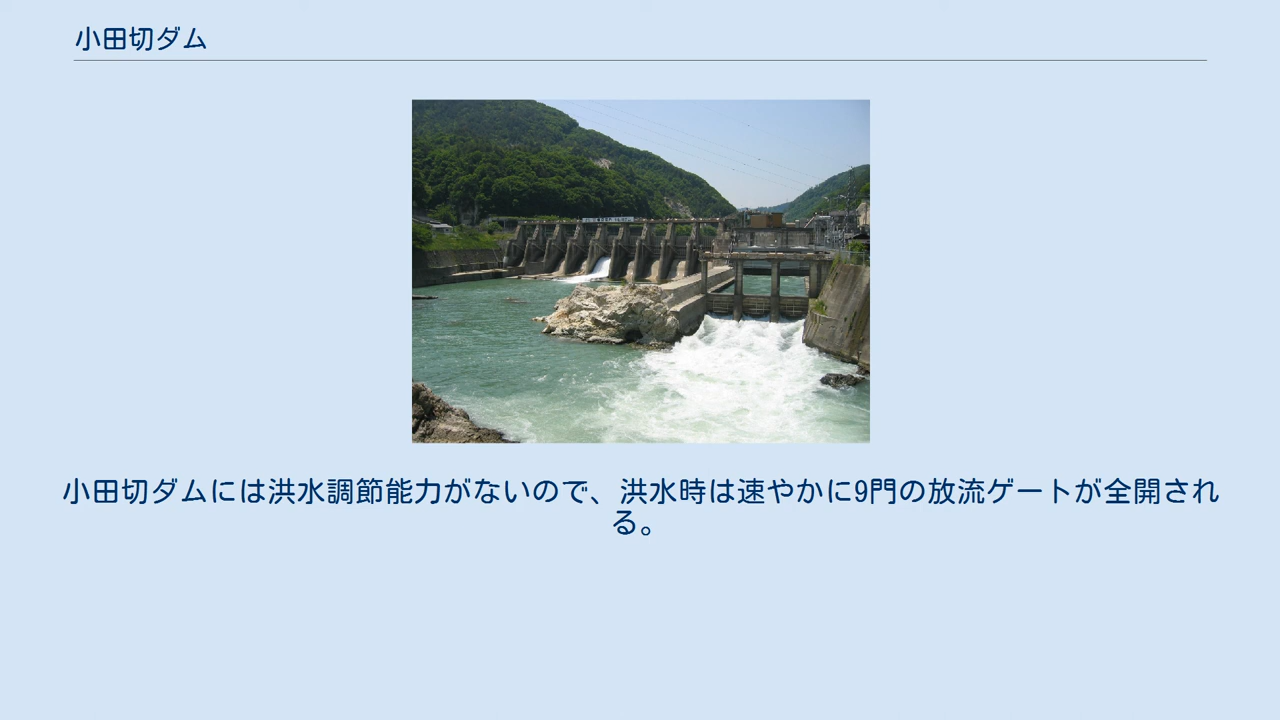 小田切ダム
小田切ダムには洪水調節能力がないので、洪水時は速やかに9門の放流ゲートが全開され
る。